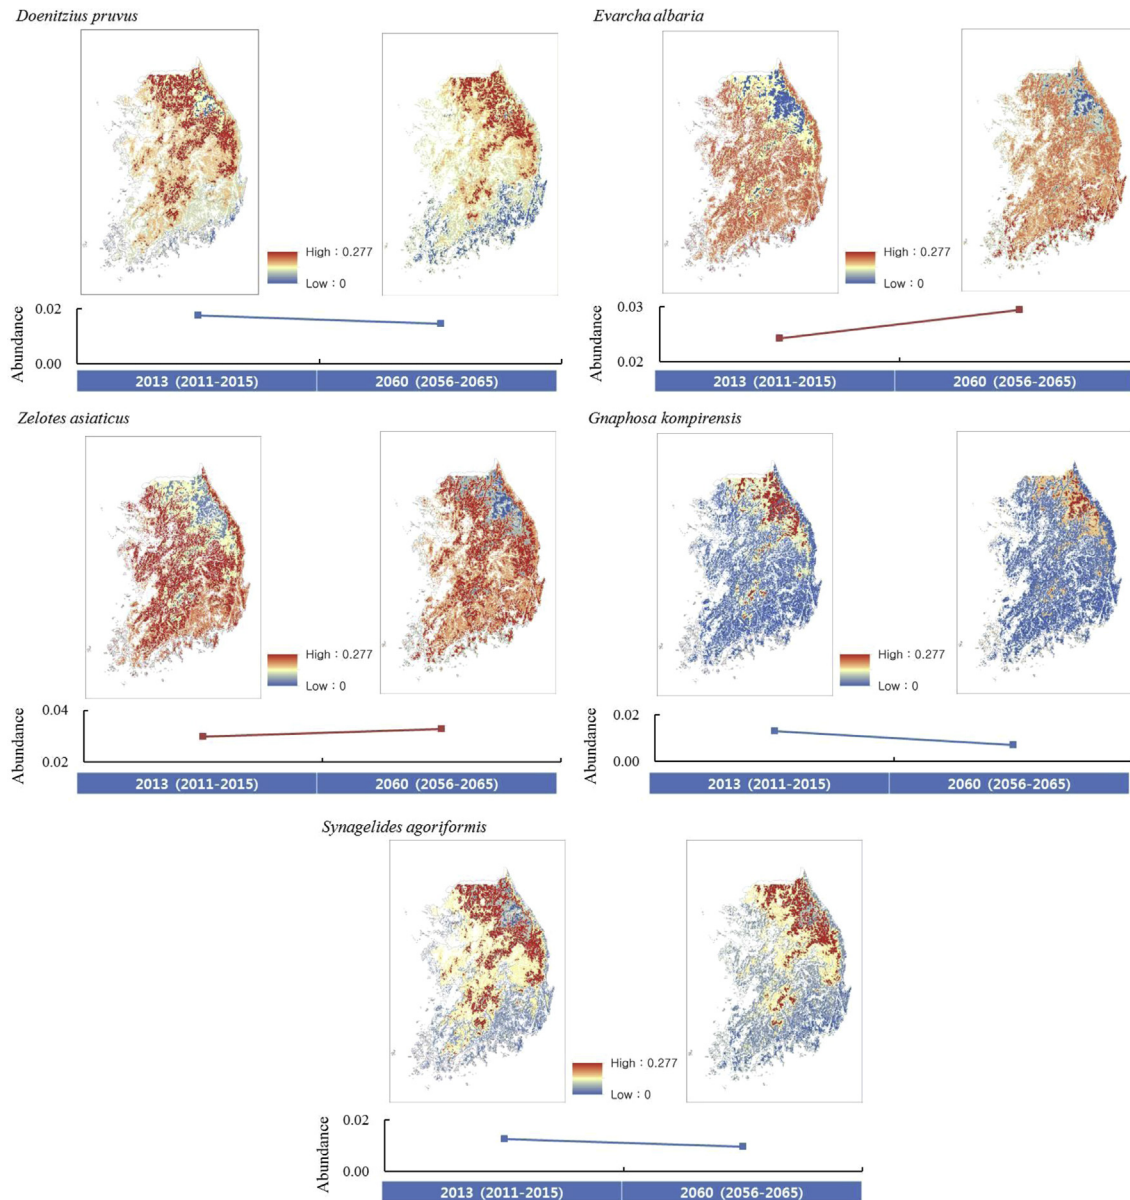 Doenitzius pruvus
High : 0.277
Low : 0
Abundance
0.02
0.00
2013 (2011-2015)
2060 (2056-2065)
Evarcha albaria
High : 0.277
Low : 0
Abundance
0.03
0.02
2013 (2011-2015)
2060 (2056-2065)
Zelotes asiaticus
High : 0.277
Low : 0
Abundance
0.04
0.02
2013 (2011-2015)
2060 (2056-2065)
Gnaphosa kompirensis
High : 0.277
Low : 0
Abundance
0.02
0.00
2013 (2011-2015)
2060 (2056-2065)
Synagelides agoriformis
High : 0.277
Low : 0
Abundance
0.02
0.00
2013 (2011-2015)
2060 (2056-2065)